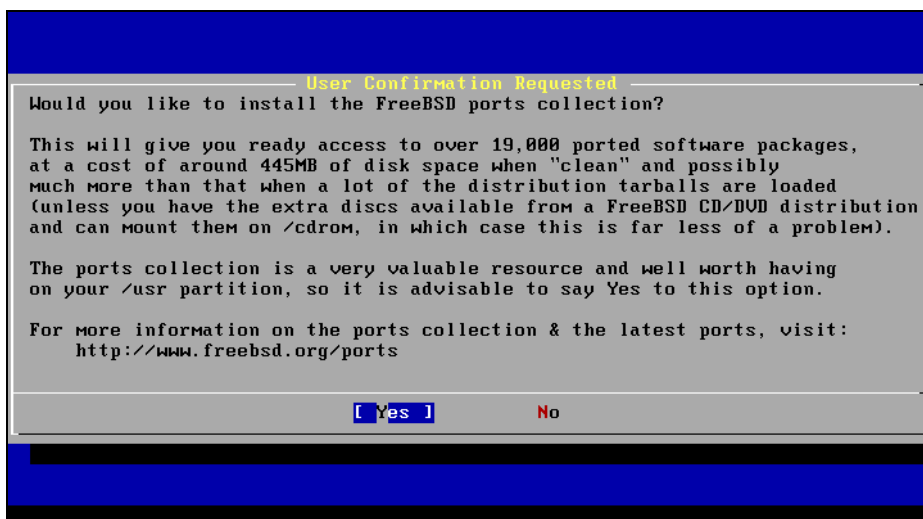 User Confirmation Requested
Would you like to install the FreeBSD ports collection?
This will give you ready access to over 19,000 ported software packages,
at a cost of around 445MB of disk space when "clean" and possibly
much more than that when a lot of the distribution tarballs are loaded
(unless you have the extra discs available from a FreeBSD CD/DVD distribution
and can mount them on /cdrom, in which case this is far less of a problem).
The ports collection is a very valuable resource and well worth having
on your /usr partition, so it is advisable to say Yes to this option.
For more information on the ports collection & the latest ports, visit:
http://www.freebsd.org/ports
[ Yes ] No